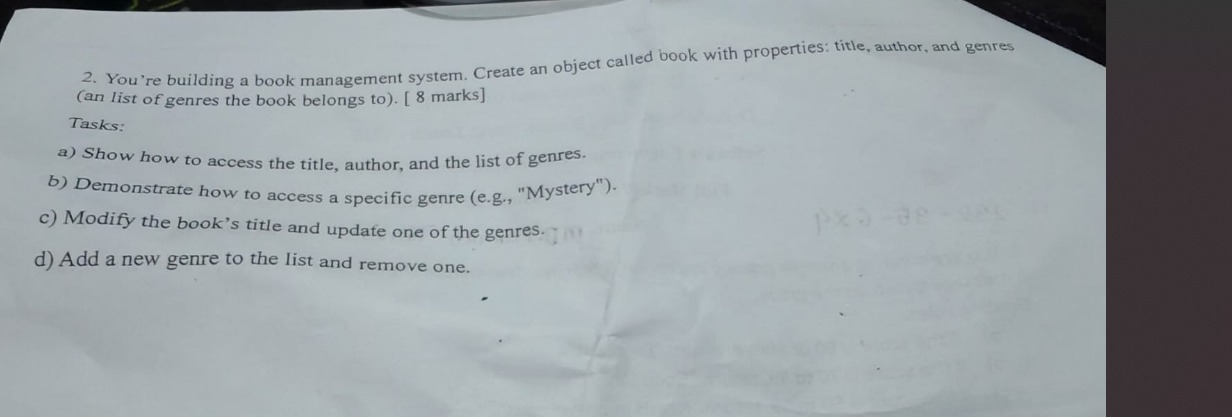 2. You're building a book management system. Create an object called book with properties: title, author, and genres
(an list of genres the book belongs to). [ 8 marks]
Tasks:
a) Show how to access the title, author, and the list of genres.
b) Demonstrate how to access a specific genre (e.g., "Mystery").
c) Modify the book's title and update one of the genres.
d) Add a new genre to the list and remove one.